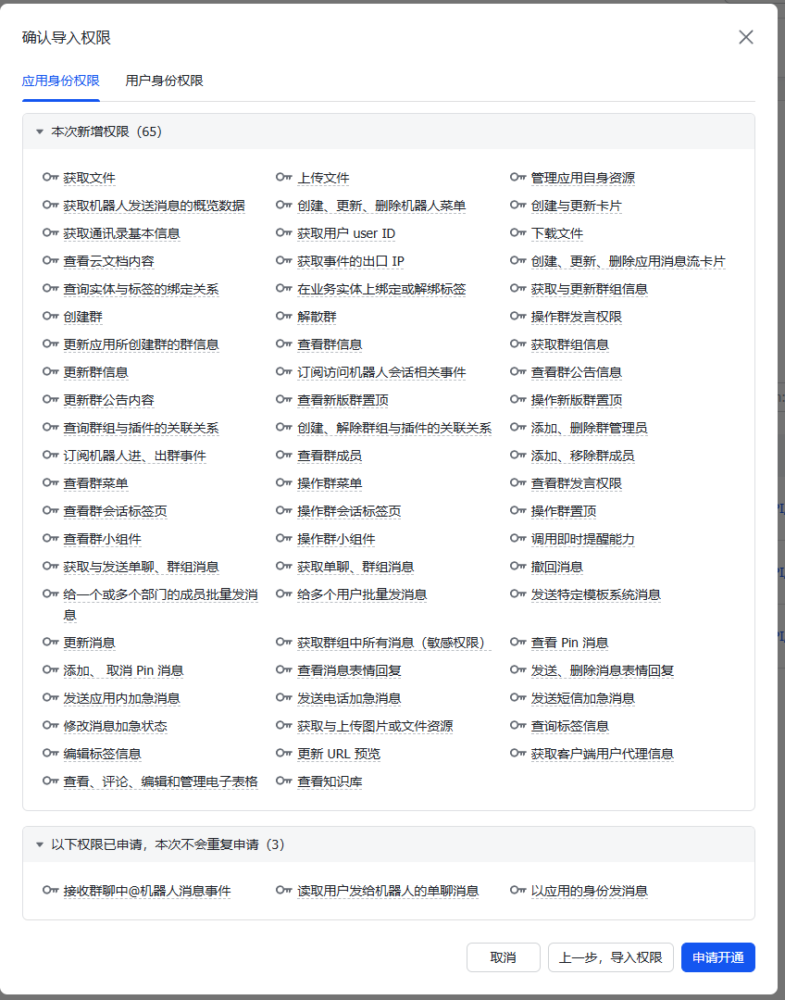 确认导入权限
应用身份权限 用户身份权限
本次新增权限（65）
获取文件 上传文件 管理应用自身资源
获取机器人发送消息的概览数据 创建、更新、删除机器人菜单 创建与更新卡片
获取通讯录基本信息 获取用户 user ID 下载文件
查看云文档内容 获取事件的出口 IP 创建、更新、删除应用消息流卡片
查询实体与标签的绑定关系 在业务实体上绑定或解绑标签 获取与更新群组信息
创建群 解散群 操作群发言权限
更新应用所创建群的群信息 查看群信息 获取群组信息
更新群信息 订阅访问机器人会话相关事件 查看群公告信息
更新群公告内容 查看新版群置顶 操作新版群置顶
查询群组与插件的关联关系 创建、解除群组与插件的关联关系 添加、删除群管理员
订阅机器人进、出群事件 查看群成员 添加、移除群成员
查看群菜单 操作群菜单 查看群发言权限
查看群会话标签页 操作群会话标签页 操作群置顶
查看群小组件 操作群小组件 调用即时提醒能力
获取与发送单聊、群组消息 获取单聊、群组消息 撤回消息
给一个或多个部门的成员批量发消 给多个用户批量发消息 发送特定模板系统消息
息
更新消息 获取群组中所有消息（敏感权限） 查看 Pin 消息
添加、 取消 Pin 消息 查看消息表情回复 发送、删除消息表情回复
发送应用内加急消息 发送电话加急消息 发送短信加急消息
修改消息加急状态 获取与上传图片或文件资源 查询标签信息
编辑标签信息 更新 URL 预览 获取客户端用户代理信息
查看、评论、编辑和管理电子表格 查看知识库
以下权限已申请，本次不会重复申请（3）
接收群聊中@机器人消息事件 读取用户发给机器人的单聊消息 以应用的身份发消息
取消 上一步，导入权限 申请开通